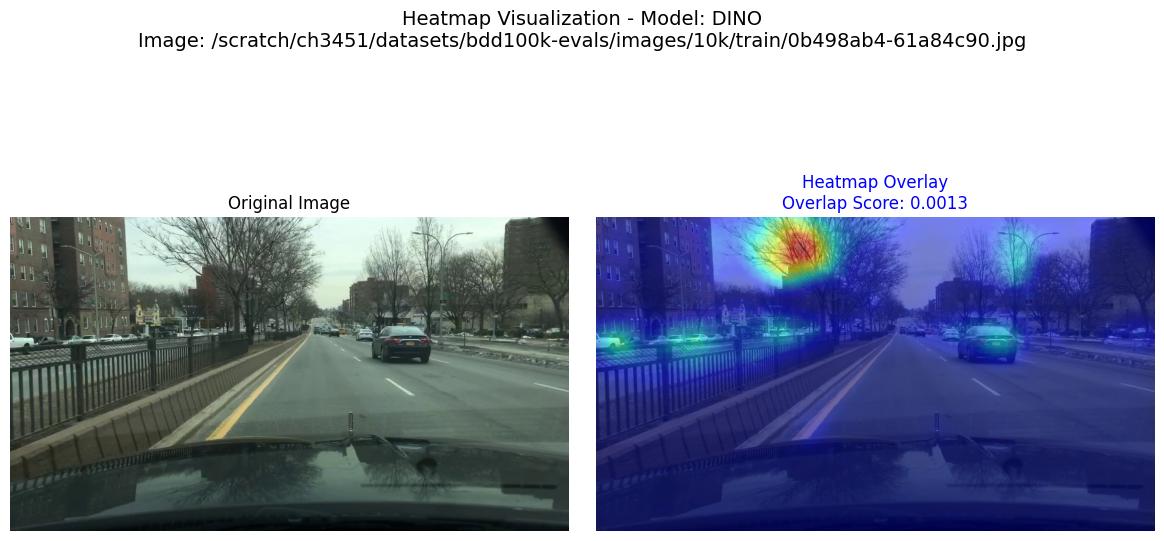 Heatmap Visualization - Model: DINO
Image: /scratch/ch3451/datasets/bdd100k-evals/images/10k/train/0b498ab4-61a84c90.jpg
Original Image
Heatmap Overlay
Overlap Score: 0.0013